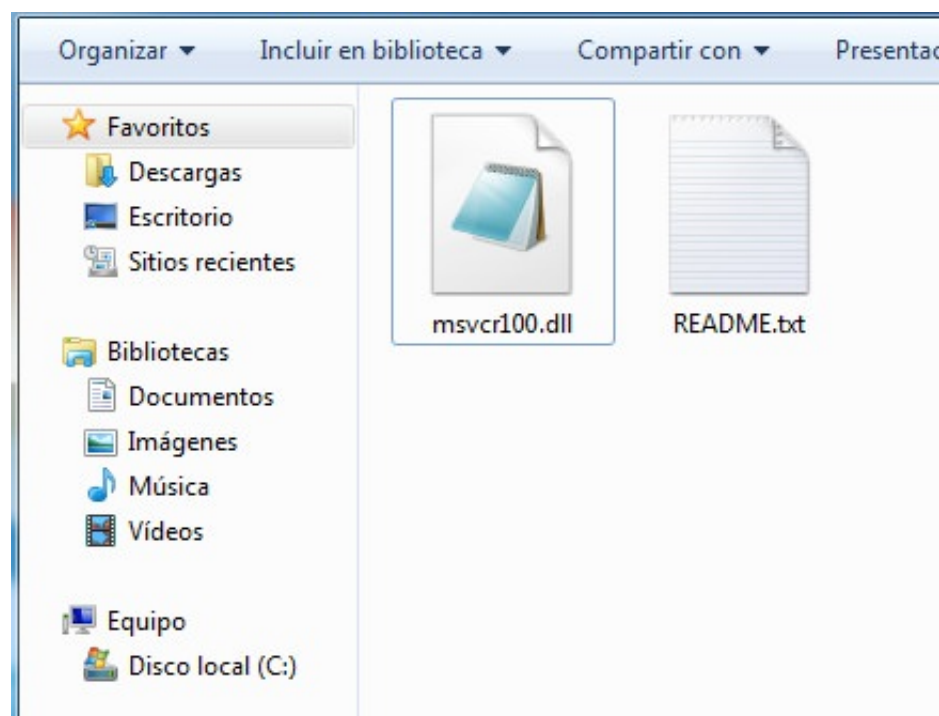 Organizar Incluir en biblioteca Compartir con
Favoritos
Descargas
Escritorio
Sitios recientes
Bibliotecas
Documentos
Imágenes
Música
Vídeos
Equipo
Disco local (C:)
msvcr100.dll README.txt